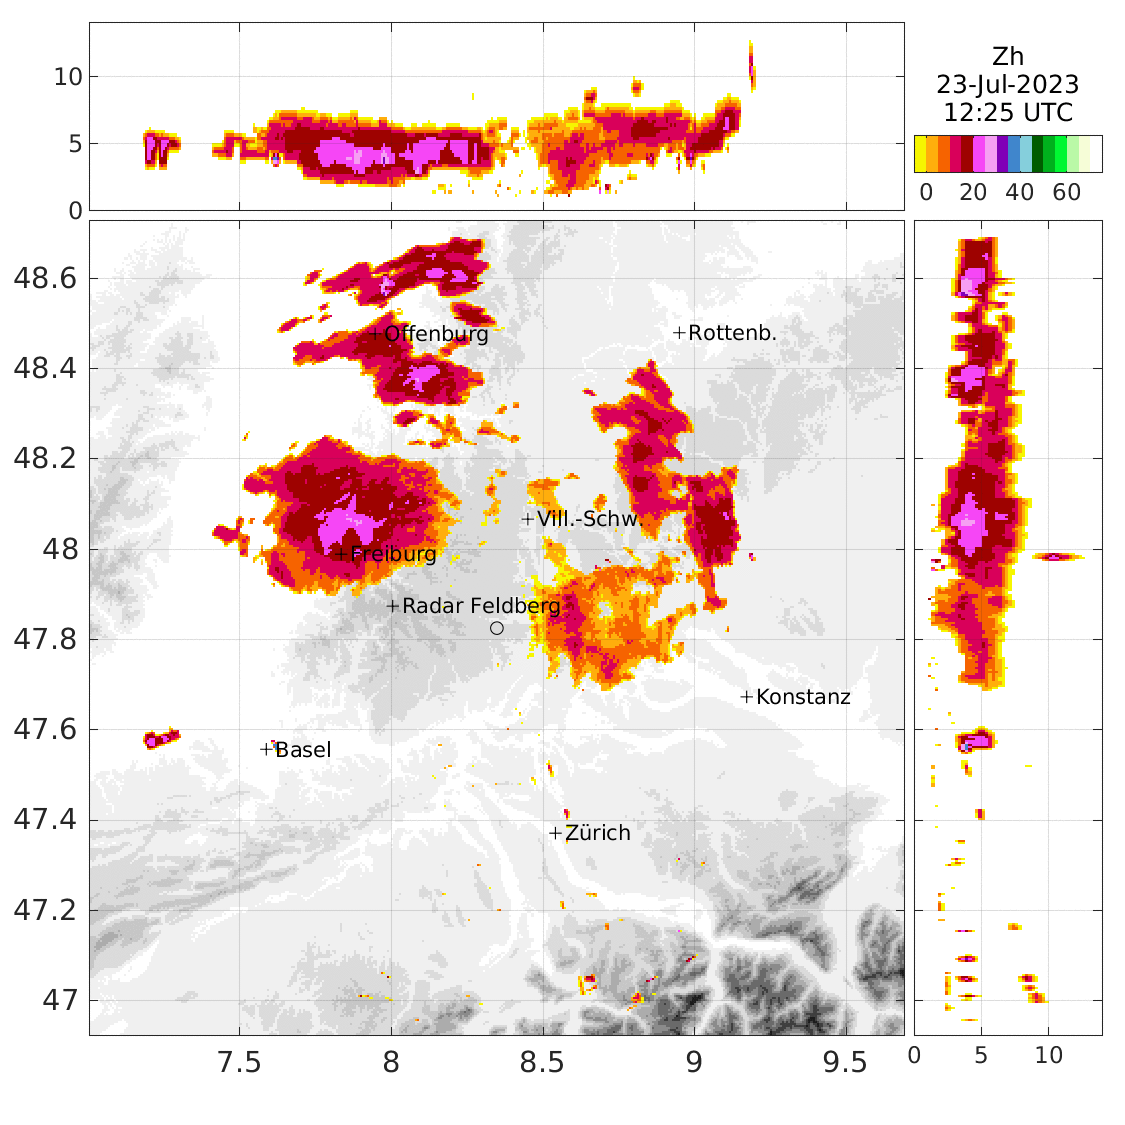 Zh
23-Jul-2023
12:25 UTC
0 20 40 60
10
5
0
48.6
48.4
48.2
48
47.8
47.6
47.4
47.2
47
Offenburg
Rottenb.
Vill.-Schw.
Freiburg
Radar Feldberg
Konstanz
Basel
Zürich
7.5 8 8.5 9 9.5
0 5 10